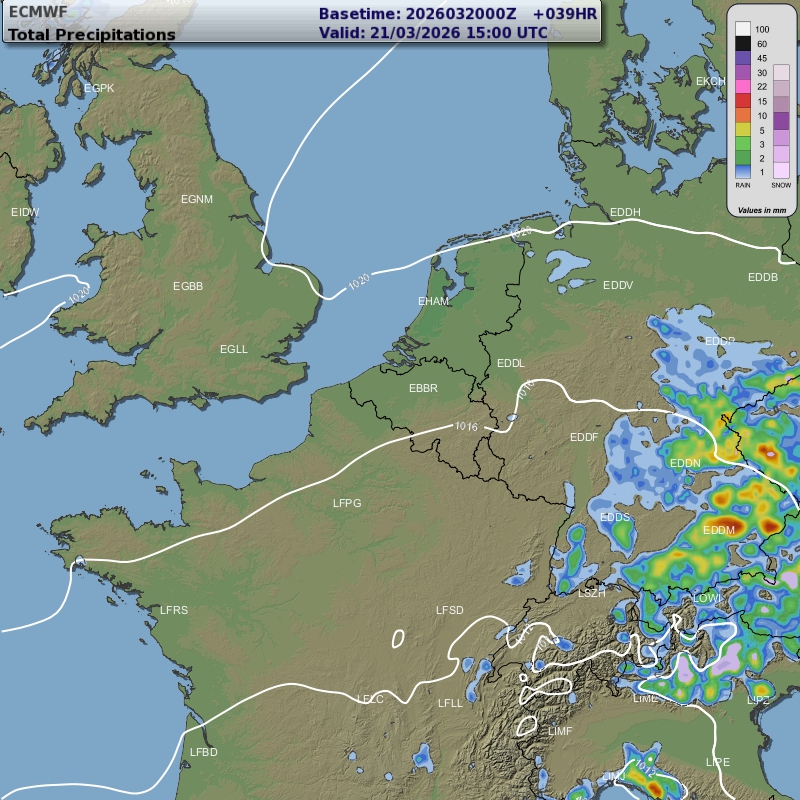 ECMWF
Basetime: 2026032000Z +039HR
Total Precipitations
Valid: 21/03/2026 15:00 UTC
100
60
45
30
22
15
10
5
3
2
1
RAIN SNOW
Values in mm
EGPK
EKCH
EGNM
EIDW
EDDH
1020
EDDB
EGBB
EDDV
1020
1020
EHAM
EGLL
EDDL
EBBR
1016
1016
EDDF
EDDN
LFPG
EDDS
EDDM
LSZH
LOWI
LFRS
LFSD
LFLC
LFLL
LIME
LIPZ
LIMF
LFBD
LIPE
LIMJ
1012